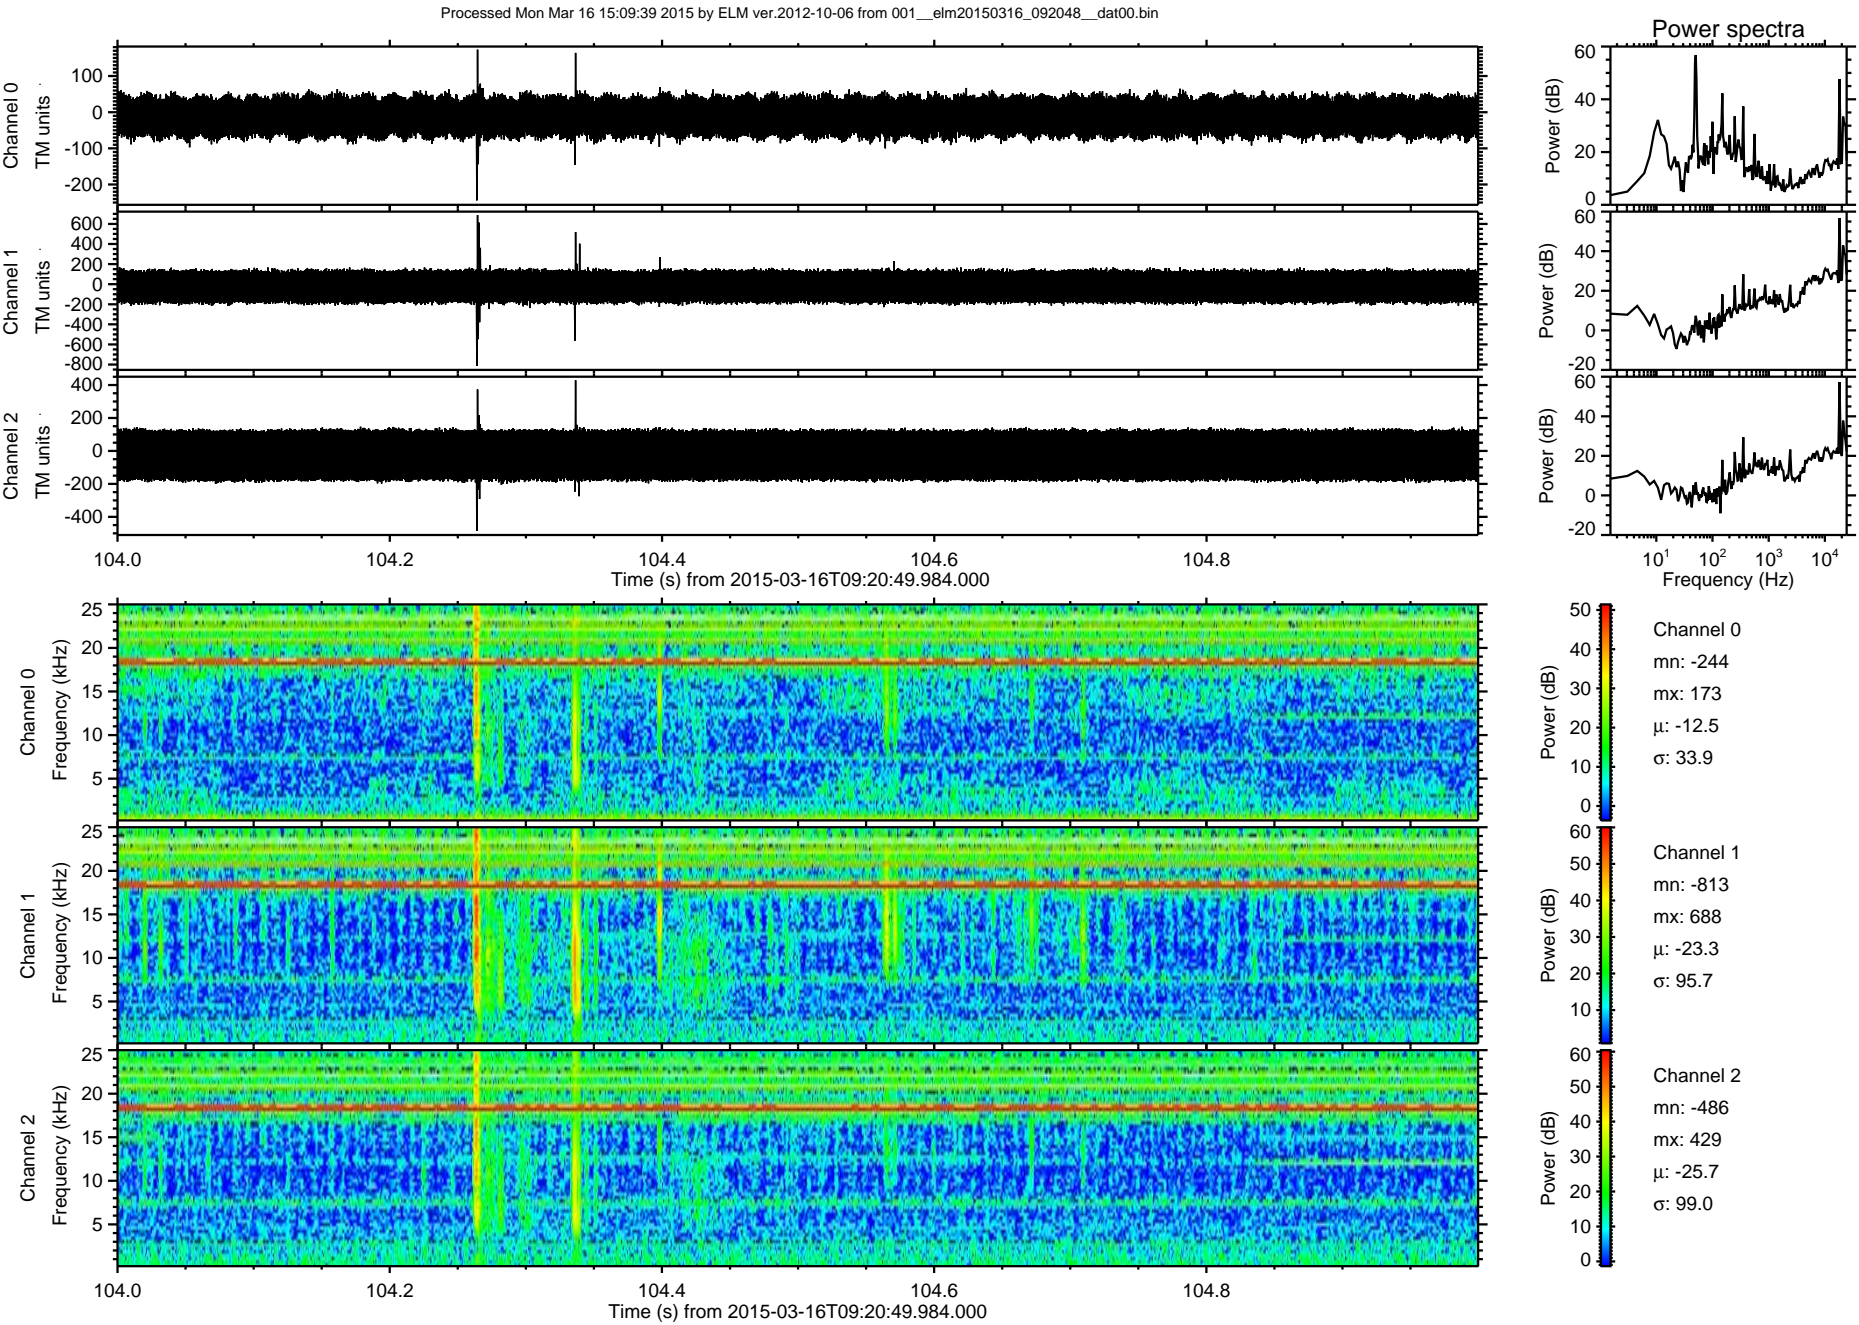 Processed Mon Mar 16 15:09:39 2015 by ELM ver.2012-10-06 from 001__elm20150316_092048__dat00.bin
Power spectra
Channel 0
TM units
100
0
-100
-200
Power (dB)
60
40
20
0
Channel 1
TM units
600
400
200
0
-200
-400
-600
-800
Power (dB)
60
40
20
0
-20
Channel 2
TM units
400
200
0
-200
-400
Power (dB)
60
40
20
0
-20
104.0 104.2 104.4 104.6 104.8
Time (s) from 2015-03-16T09:20:49.984.000
10¹ 10² 10³ 10⁴
Frequency (Hz)
Channel 0
Frequency (kHz)
25
20
15
10
5
Power (dB)
50
40
30
20
10
0
Channel 0
mn: -244
mx: 173
μ: -12.5
σ: 33.9
Channel 1
Frequency (kHz)
25
20
15
10
5
Power (dB)
60
50
40
30
20
10
Channel 1
mn: -813
mx: 688
μ: -23.3
σ: 95.7
Channel 2
Frequency (kHz)
25
20
15
10
5
Power (dB)
60
50
40
30
20
10
0
Channel 2
mn: -486
mx: 429
μ: -25.7
σ: 99.0
104.0 104.2 104.4 104.6 104.8
Time (s) from 2015-03-16T09:20:49.984.000